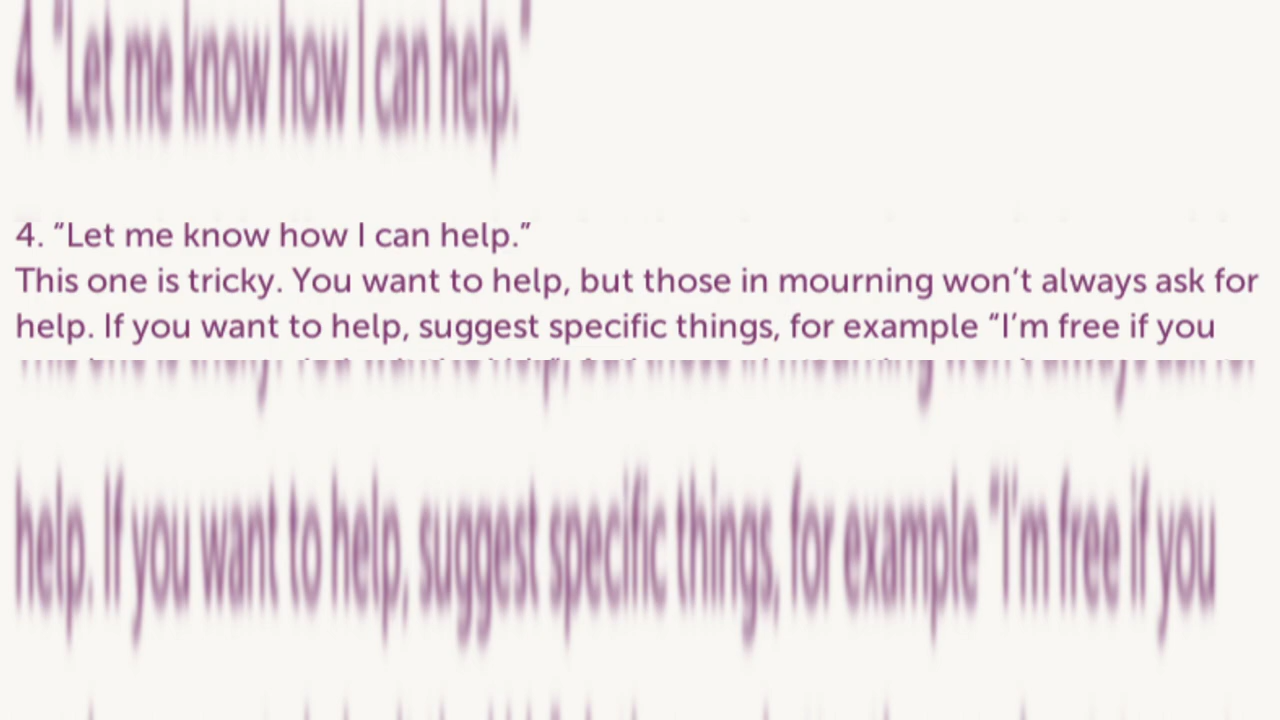 4. "Let me know how I can help."
4. “Let me know how I can help.”
This one is tricky. You want to help, but those in mourning won’t always ask for
help. If you want to help, suggest specific things, for example “I’m free if you
help. If you want to help, suggest specific things, for example "I'm free if you